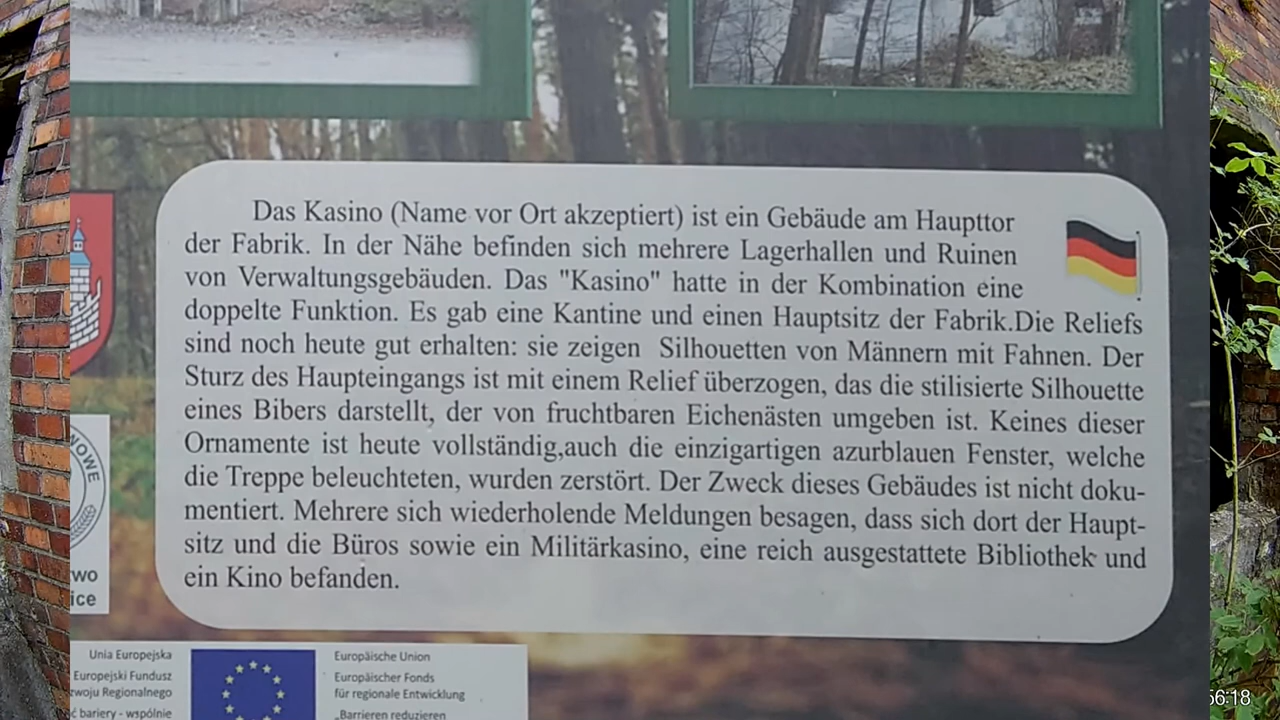 Das Kasino (Name vor Ort akzeptiert) ist ein Gebäude am Haupttor
der Fabrik. In der Nähe befinden sich mehrere Lagerhallen und Ruinen
von Verwaltungsgebäuden. Das "Kasino" hatte in der Kombination eine
doppelte Funktion. Es gab eine Kantine und einen Hauptsitz der Fabrik.Die Reliefs
sind noch heute gut erhalten: sie zeigen Silhouetten von Männern mit Fahnen. Der
Sturz des Haupteingangs ist mit einem Relief überzogen, das die stilisierte Silhouette
eines Bibers darstellt, der von fruchtbaren Eichenästen umgeben ist. Keines dieser
Ornamente ist heute vollständig,auch die einzigartigen azurblauen Fenster, welche
die Treppe beleuchteten, wurden zerstört. Der Zweck dieses Gebäudes ist nicht doku-
mentiert. Mehrere sich wiederholende Meldungen besagen, dass sich dort der Haupt-
sitz und die Büros sowie ein Militärkasino, eine reich ausgestattete Bibliothek und
ein Kino befanden.
NOWE
wo
ice
Unia Europejska
Europejski Fundusz
zwoju Regionalnego
ć bariery - wspólnie
Europäische Union
Europäischer Fonds
für regionale Entwicklung
„Barrieren reduzieren
56:18